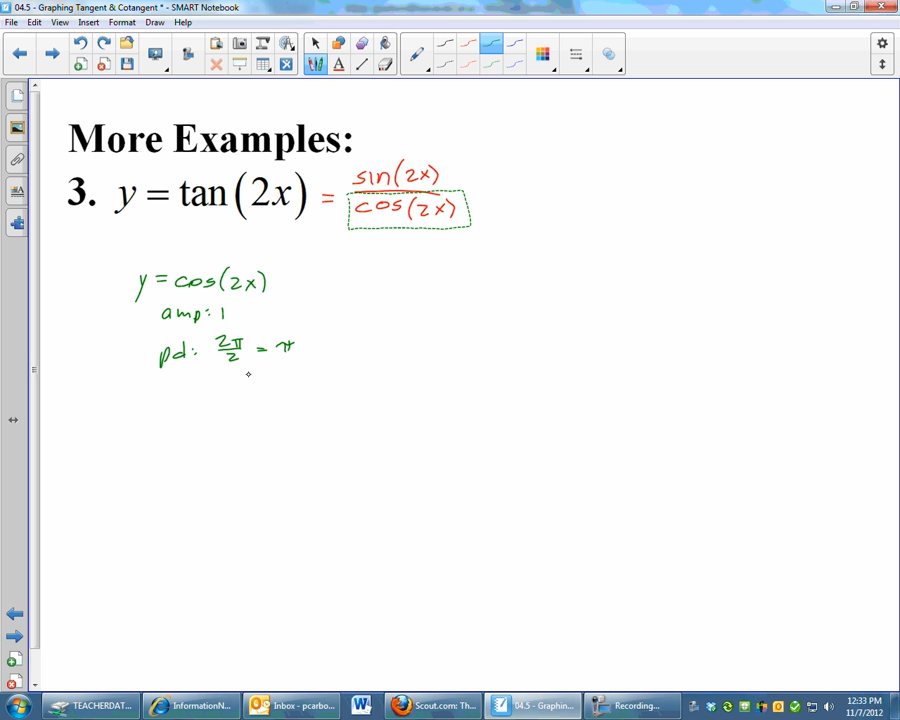 04.5 - Graphing Tangent & Cotangent * - SMART Notebook
File Edit View Insert Format Draw Help
More Examples:
3. y = tan(2x) = sin(2x)/cos(2x)
y = cos(2x)
amp: 1
pd: 2π/2 = π
TEACHERDAT... InformationN... Inbox - pcarbo... Scout.com: Th... 04.5 - Graphin... Recording...
12:33 PM
11/7/2012